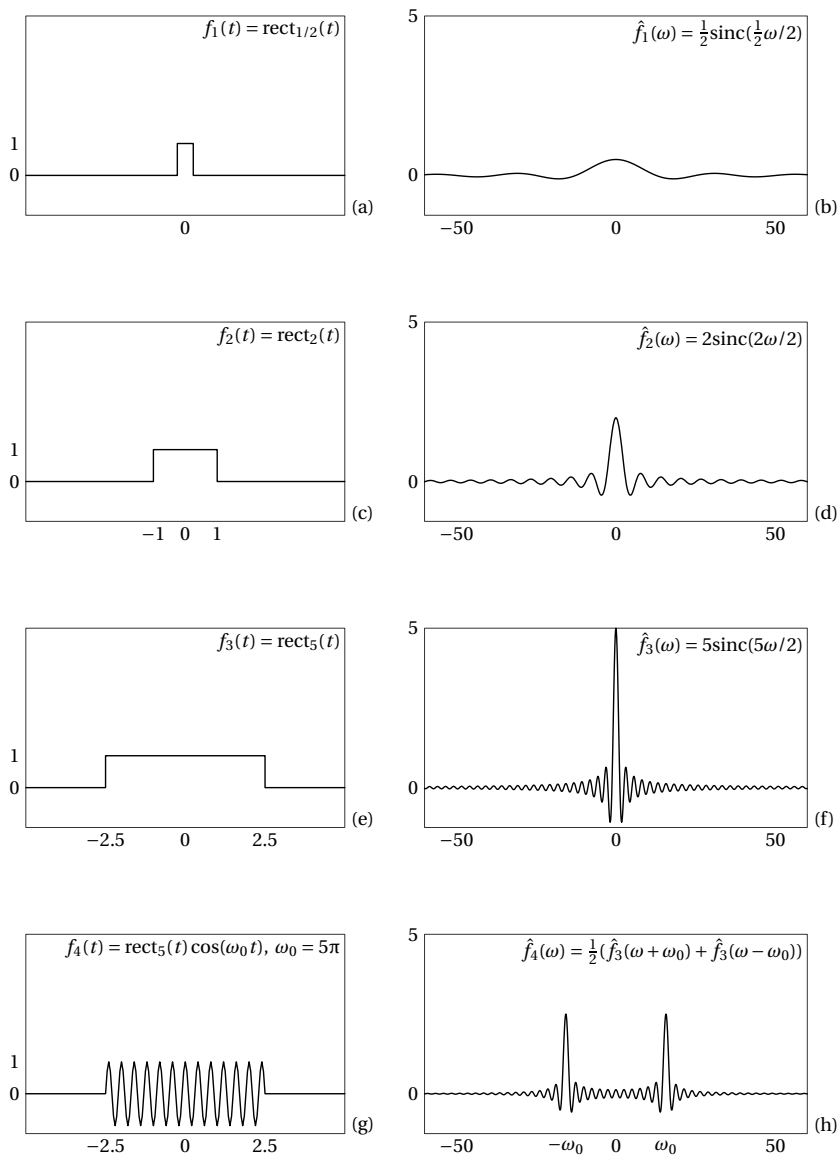 f₁(t) = rect₁/₂(t)
1
0
0
(a)
f̂₁(ω) = ½sinc(½ω/2)
5
0
−50 0 50
(b)
f₂(t) = rect₂(t)
1
0
−1 0 1
(c)
f̂₂(ω) = 2sinc(2ω/2)
5
0
−50 0 50
(d)
f₃(t) = rect₅(t)
1
0
−2.5 0 2.5
(e)
f̂₃(ω) = 5sinc(5ω/2)
5
0
−50 0 50
(f)
f₄(t) = rect₅(t) cos(ω₀t), ω₀ = 5π
1
0
−2.5 0 2.5
(g)
f̂₄(ω) = ½(f̂₃(ω+ω₀) + f̂₃(ω−ω₀))
5
0
−50 −ω₀ 0 ω₀ 50
(h)